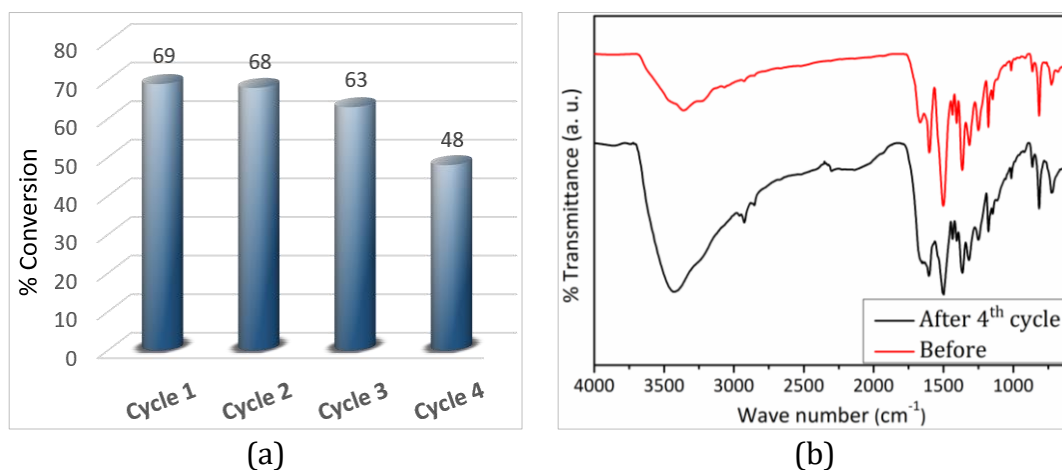 80
70
60
50
40
30
20
10
0
% Conversion
69
68
63
48
Cycle 1
Cycle 2
Cycle 3
Cycle 4
(a)
% Transmittance (a. u.)
After 4th cycle
Before
4000 3500 3000 2500 2000 1500 1000
Wave number (cm-1)
(b)